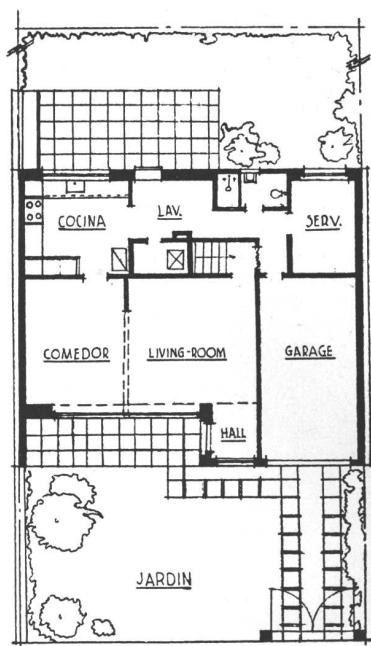 COCINA
LAV.
SERV.
COMEDOR
LIVING-ROOM
GARAGE
HALL
JARDIN